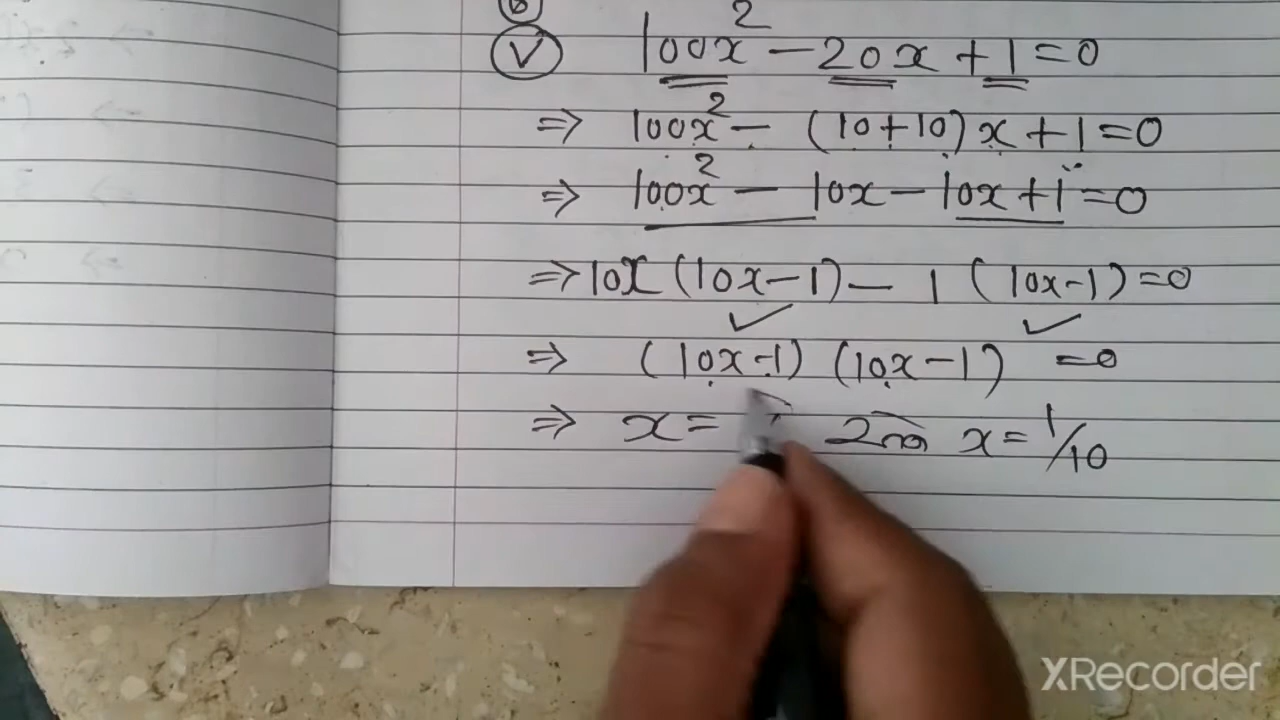 (V) 100x² - 20x + 1 = 0
⇒ 100x² - (10+10)x + 1 = 0
⇒ 100x² - 10x - 10x + 1 = 0
⇒ 10x (10x-1) - 1 (10x-1) = 0
✓ ✓
⇒ (10x-1) (10x-1) = 0
⇒ x = x = 1/10
XRecorder